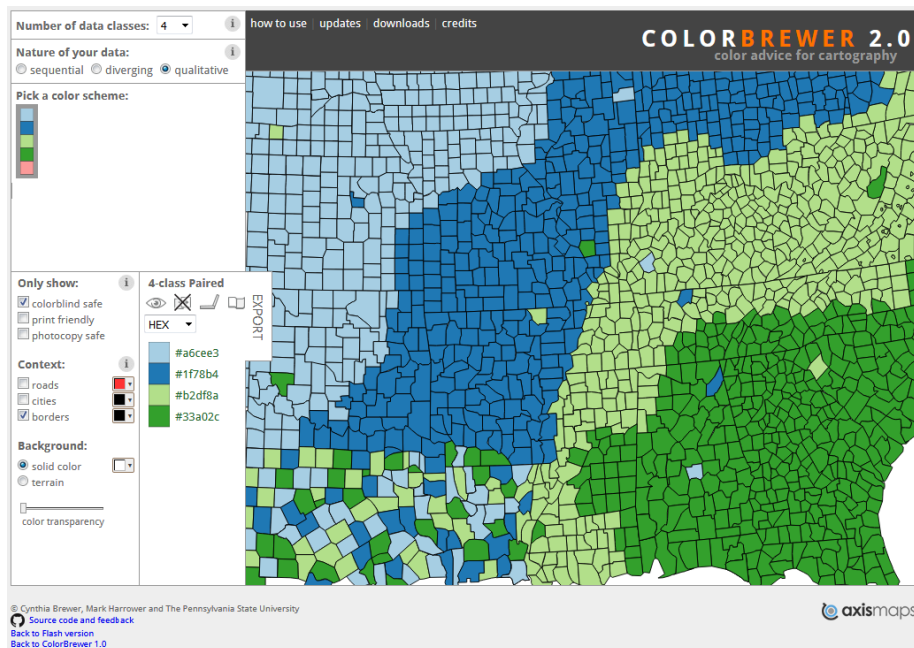 Number of data classes: 4 i
how to use | updates | downloads | credits
COLORBREWER 2.0
color advice for cartography
Nature of your data: i
sequential diverging qualitative
Pick a color scheme:
Only show: i
colorblind safe
print friendly
photocopy safe
Context: i
roads
cities
borders
Background:
solid color
terrain
color transparency
4-class Paired
HEX
EXPORT
#a6cee3
#1f78b4
#b2df8a
#33a02c
© Cynthia Brewer, Mark Harrower and The Pennsylvania State University
Source code and feedback
Back to Flash version
Back to ColorBrewer 1.0
axismaps